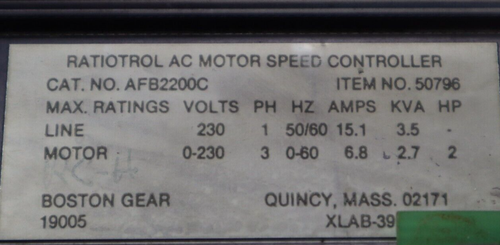 RATIOTROL AC MOTOR SPEED CONTROLLER
CAT. NO. AFB2200C ITEM NO. 50796
MAX. RATINGS VOLTS PH HZ AMPS KVA HP
LINE 230 1 50/60 15.1 3.5 -
MOTOR 0-230 3 0-60 6.8 2.7 2
BOSTON GEAR QUINCY, MASS. 02171
19005 XLAB-39